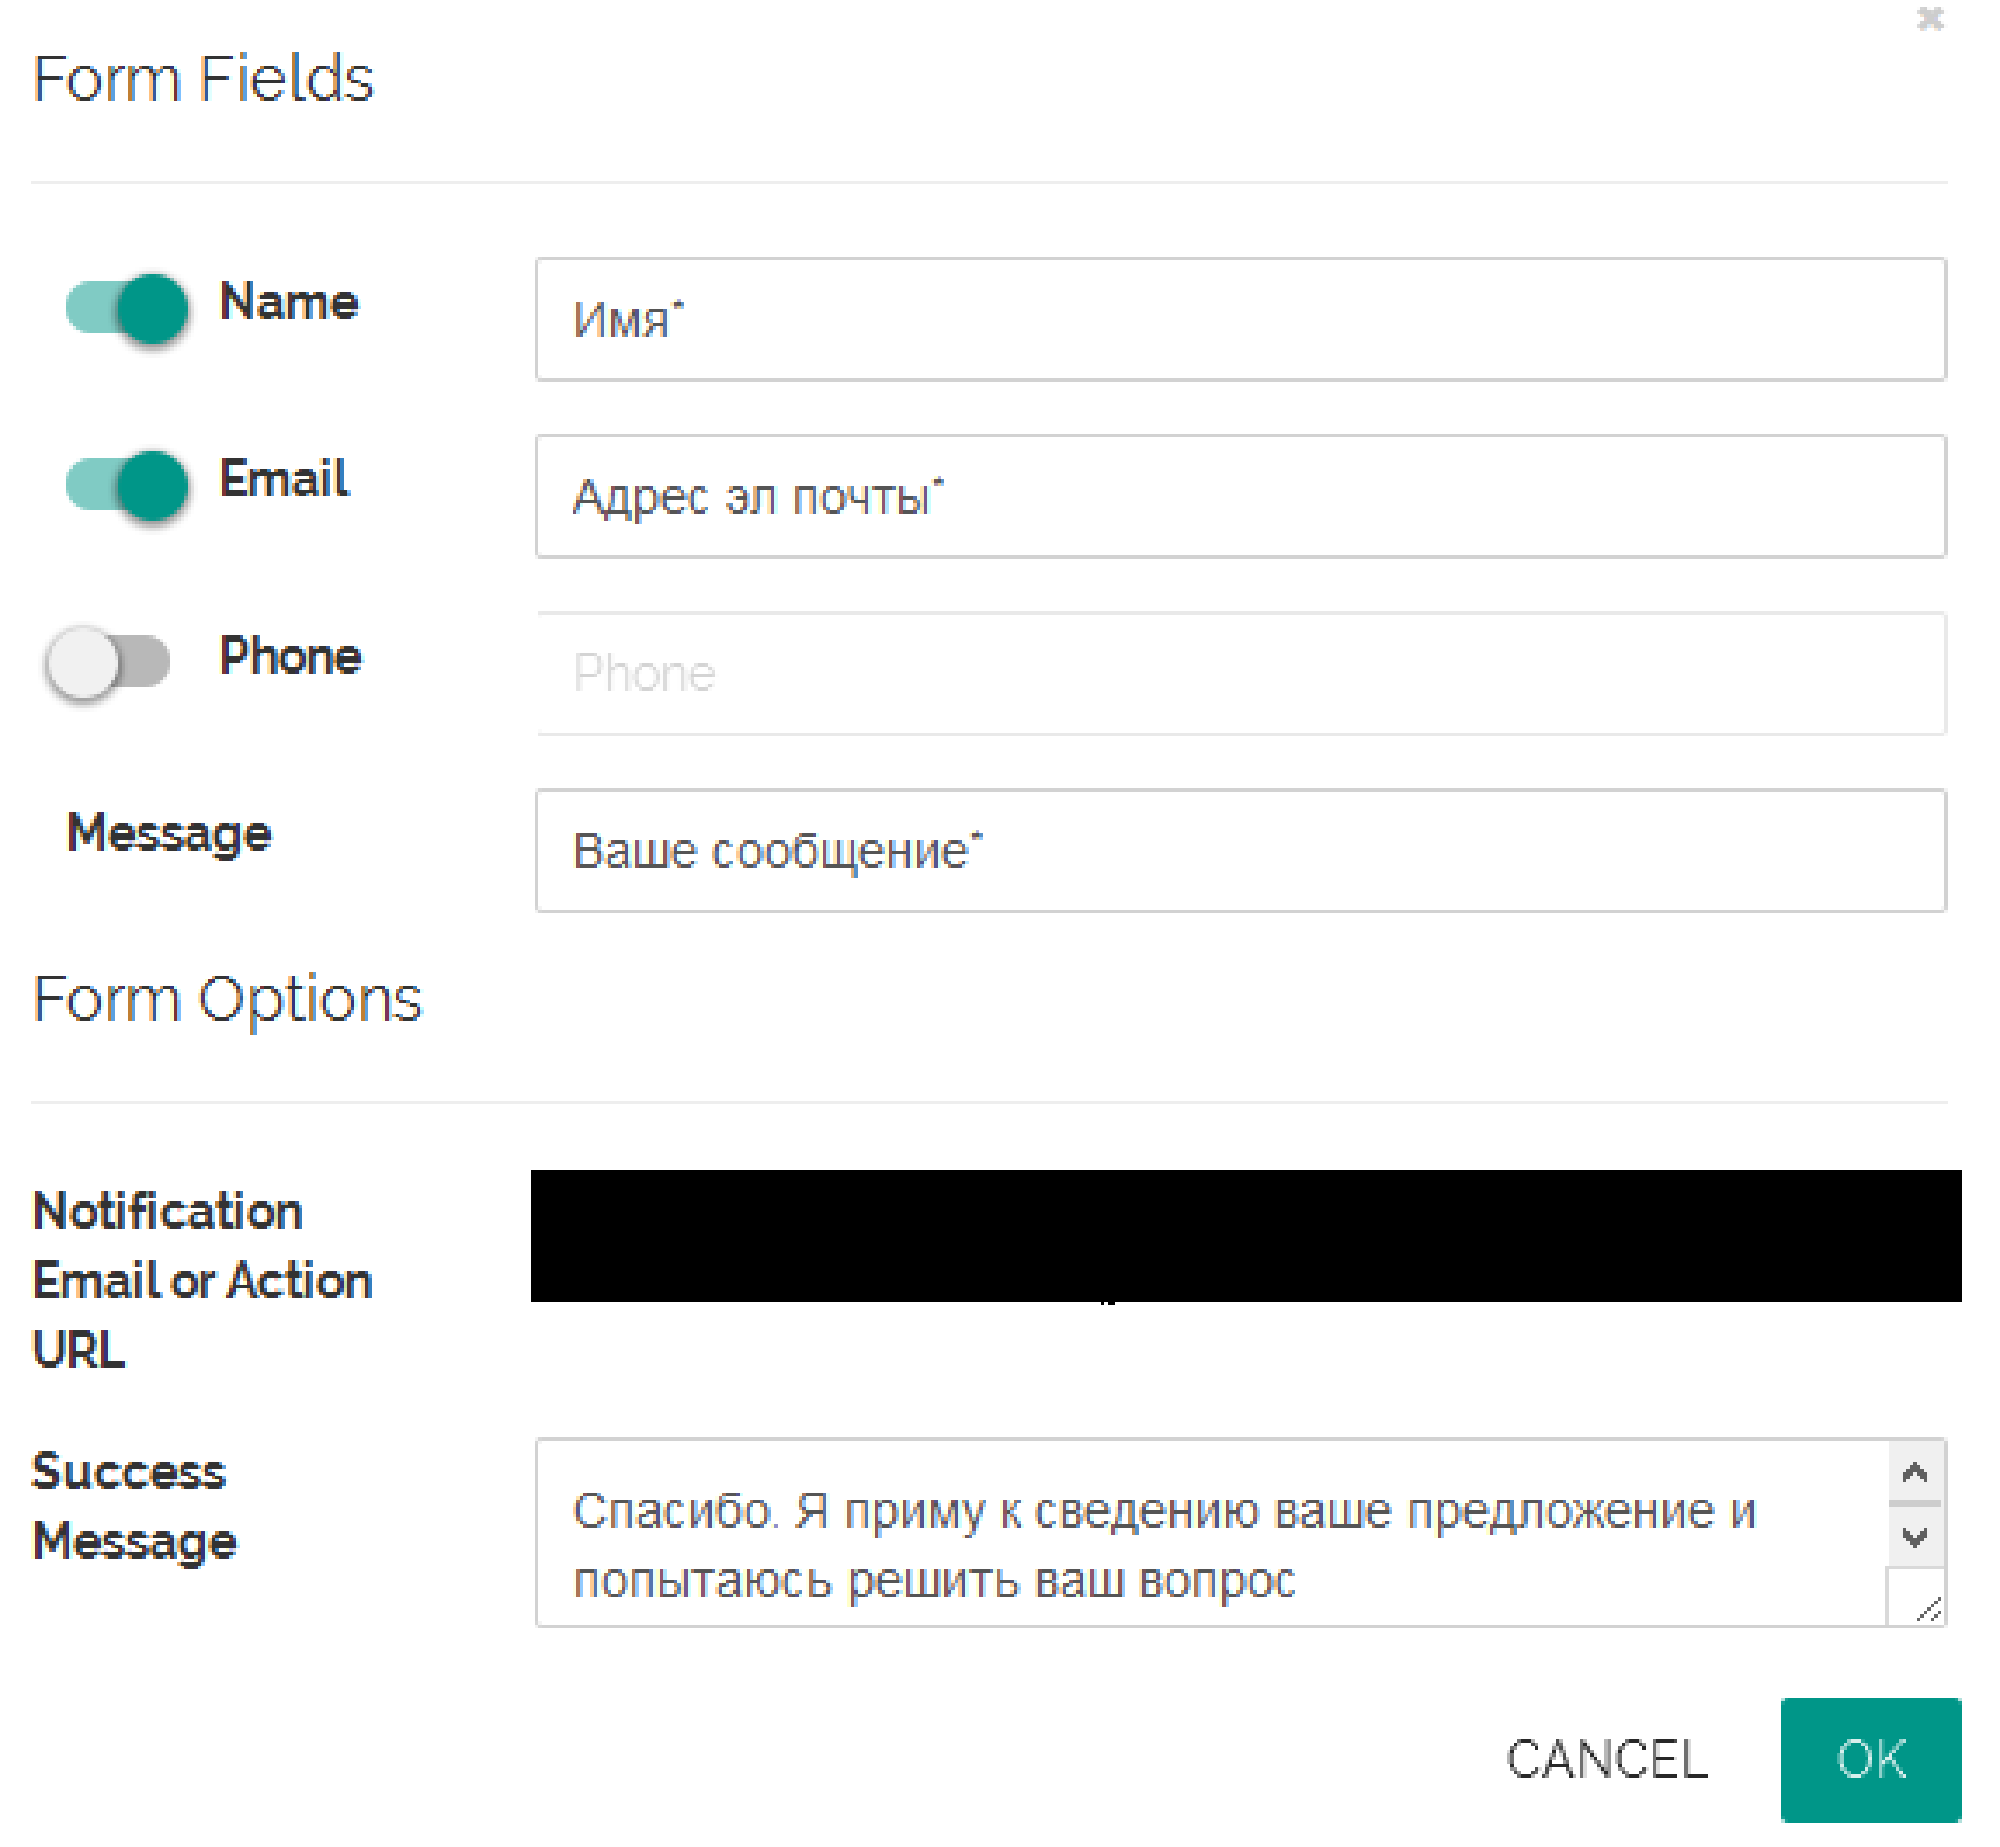 Form Fields
Name
Имя*
Email
Адрес эл почты*
Phone
Phone
Message
Ваше сообщение*
Form Options
Notification
Email or Action
URL
Success
Message
Спасибо. Я приму к сведению ваше предложение и
попытаюсь решить ваш вопрос
CANCEL
OK